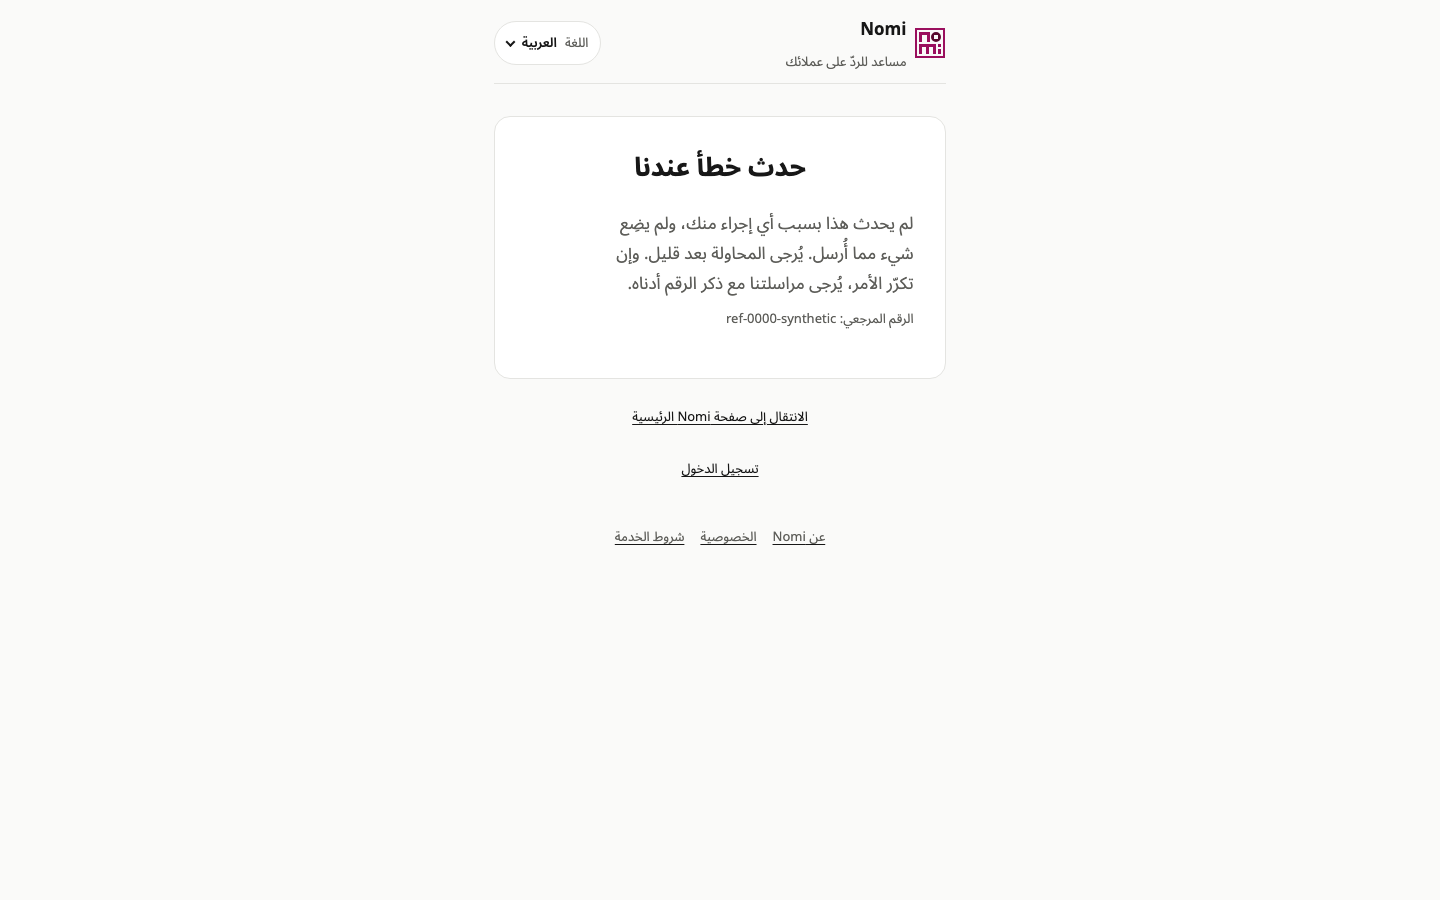 Nomi
مساعد للردّ على عملائك
اللغة العربية
حدث خطأ عندنا
لم يحدث هذا بسبب أي إجراء منك، ولم يضِع
شيء مما أُرسل. يُرجى المحاولة بعد قليل. وإن
تكرّر الأمر، يُرجى مراسلتنا مع ذكر الرقم أدناه.
الرقم المرجعي: ref-0000-synthetic
الانتقال إلى صفحة Nomi الرئيسية
تسجيل الدخول
عن Nomi الخصوصية شروط الخدمة